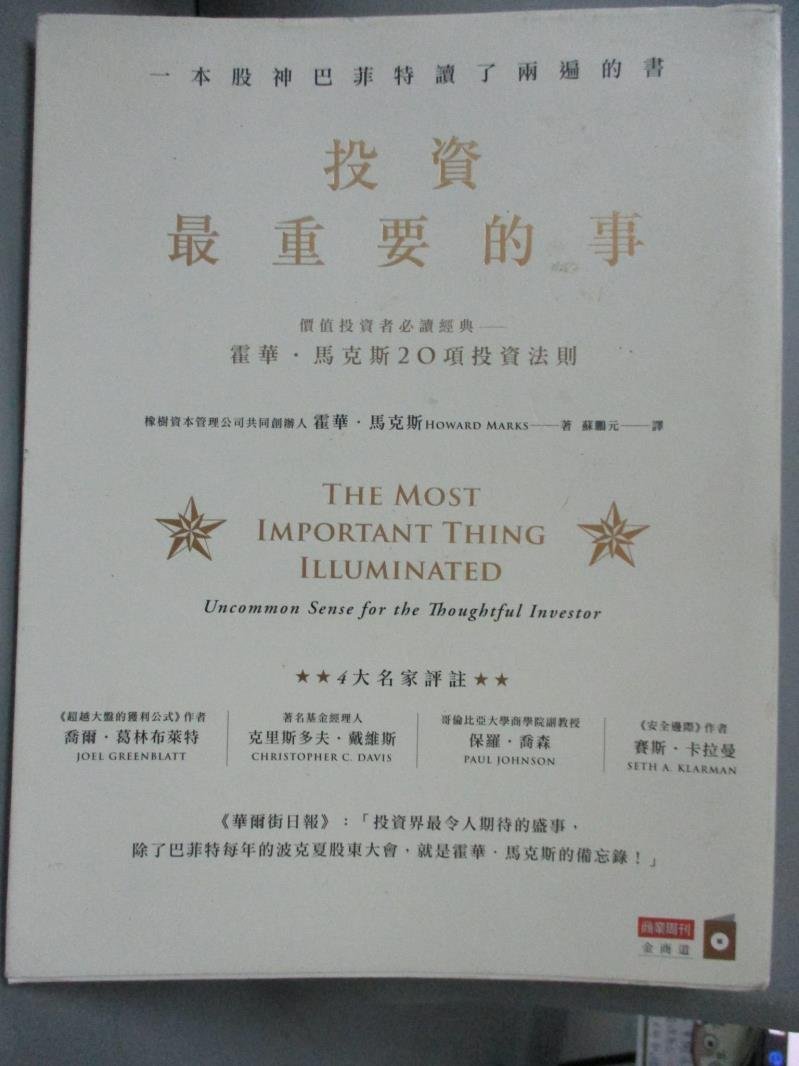 一本股神巴菲特讀了兩遍的書
投資
最重要的事
價值投資者必讀經典——
霍華・馬克斯20項投資法則
橡樹資本管理公司共同創辦人 霍華・馬克斯HOWARD MARKS——著 蘇鵬元——譯
THE MOST
IMPORTANT THING
ILLUMINATED
Uncommon Sense for the Thoughtful Investor
★★4大名家評註★★
《超越大盤的獲利公式》作者
喬爾・葛林布萊特
JOEL GREENBLATT
著名基金經理人
克里斯多夫・戴維斯
CHRISTOPHER C. DAVIS
哥倫比亞大學商學院副教授
保羅・喬森
PAUL JOHNSON
《安全邊際》作者
賽斯・卡拉曼
SETH A. KLARMAN
《華爾街日報》:「投資界最令人期待的盛事,
除了巴菲特每年的波克夏股東大會,就是霍華・馬克斯的備忘錄!」
商業周刊
金商道